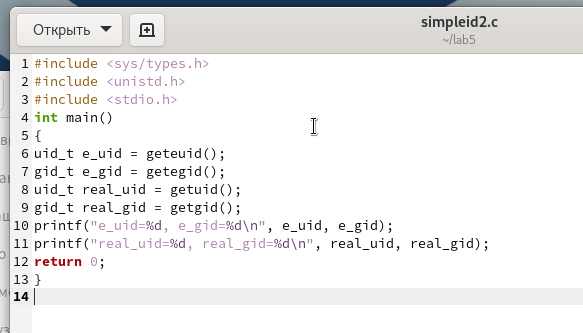 Открыть
simpleid2.c
~/lab5
1 #include <sys/types.h>
2 #include <unistd.h>
3 #include <stdio.h>
4 int main()
5 {
6 uid_t e_uid = geteuid();
7 gid_t e_gid = getegid();
8 uid_t real_uid = getuid();
9 gid_t real_gid = getgid();
10 printf("e_uid=%d, e_gid=%d\n", e_uid, e_gid);
11 printf("real_uid=%d, real_gid=%d\n", real_uid, real_gid);
12 return 0;
13 }
14